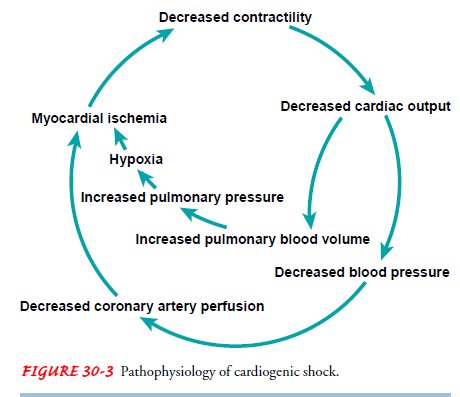 Decreased contractility
Decreased cardiac output
Myocardial ischemia
Hypoxia
Increased pulmonary pressure
Increased pulmonary blood volume
Decreased blood pressure
Decreased coronary artery perfusion
FIGURE 30-3 Pathophysiology of cardiogenic shock.